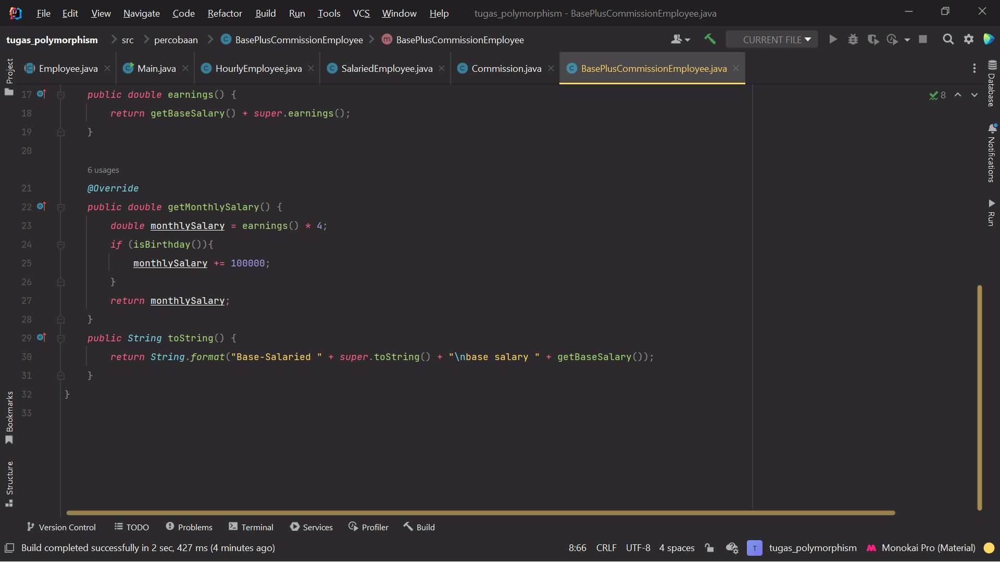 File Edit View Navigate Code Refactor Build Run Tools VCS Window Help tugas_polymorphism - BasePlusCommissionEmployee.java
tugas_polymorphism src percobaan C BasePlusCommissionEmployee m BasePlusCommissionEmployee CURRENT FILE
Project
C Employee.java C Main.java C HourlyEmployee.java C SalariedEmployee.java C Commission.java C BasePlusCommissionEmployee.java
17 public double earnings() {
8
18 return getBaseSalary() + super.earnings();
19 }
20
6 usages
21 @Override
22 public double getMonthlySalary() {
23 double monthlySalary = earnings() * 4;
24 if (isBirthday()){
25 monthlySalary += 100000;
26 }
27 return monthlySalary;
28 }
29 public String toString() {
30 return String.format("Base-Salaried " + super.toString() + "\nbase salary " + getBaseSalary());
31 }
32 }
33
Database
Notifications
Run
Bookmarks
Structure
Version Control TODO Problems Terminal Services Profiler Build
Build completed successfully in 2 sec, 427 ms (4 minutes ago) 8:66 CRLF UTF-8 4 spaces T tugas_polymorphism Monokai Pro (Material)